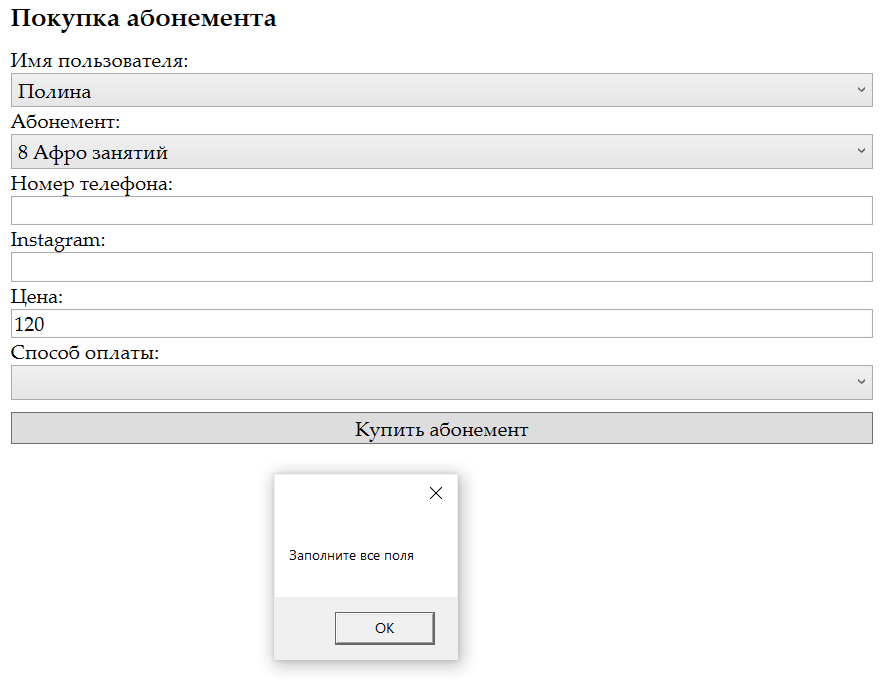 Покупка абонемента
Имя пользователя:
Полина
Абонемент:
8 Афро занятий
Номер телефона:
Instagram:
Цена:
120
Способ оплаты:
Купить абонемент
Заполните все поля
OK